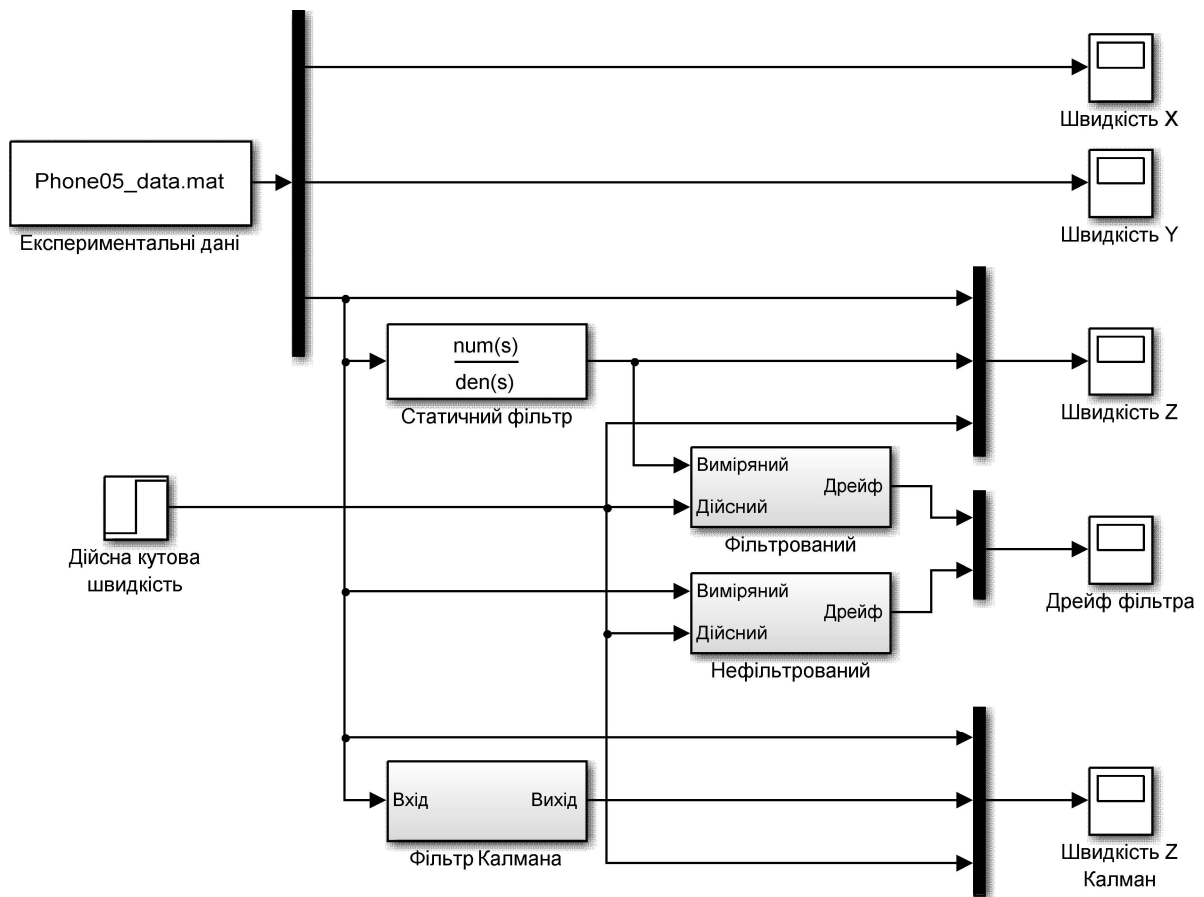 Швидкість X
Phone05_data.mat
Експериментальні дані
Швидкість Y
num(s)
den(s)
Статичний фільтр
Швидкість Z
Виміряний
Дійсний
Дрейф
Фільтрований
Дійсна кутова
швидкість
Виміряний
Дійсний
Дрейф
Нефільтрований
Дрейф фільтра
Вхід
Вихід
Фільтр Калмана
Швидкість Z
Калман